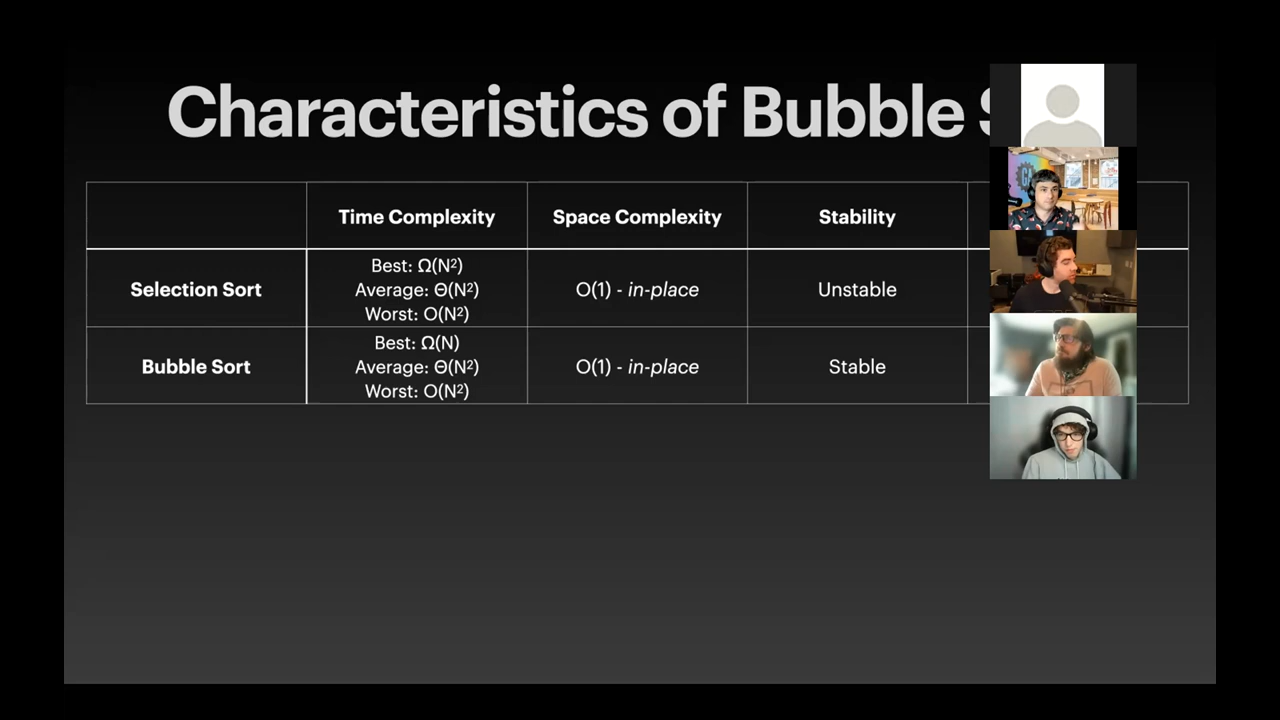 Characteristics of Bubble
Time Complexity
Space Complexity
Stability
Selection Sort
Best: Ω(N²)
Average: Θ(N²)
Worst: O(N²)
O(1) - in-place
Unstable
Bubble Sort
Best: Ω(N)
Average: Θ(N²)
Worst: O(N²)
O(1) - in-place
Stable